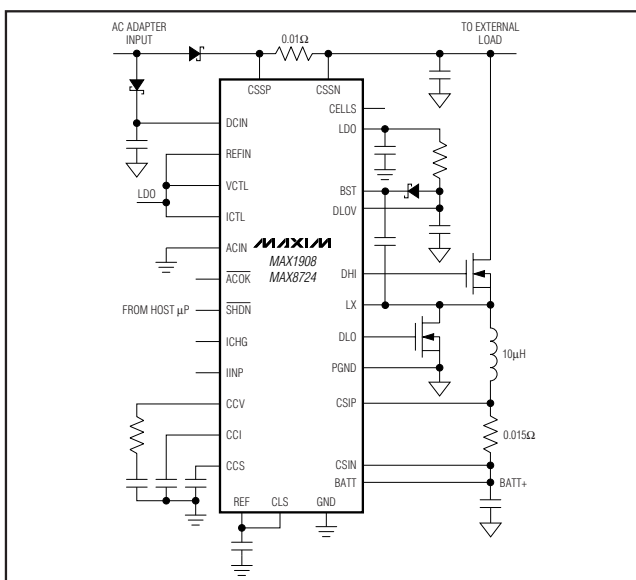 AC ADAPTER
INPUT
0.01Ω
TO EXTERNAL
LOAD
CSSP
CSSN
CELLS
DCIN
LDO
REFIN
VCTL
LDO
ICTL
BST
DLOV
ACIN
MAXIM
MAX1908
MAX8724
ACOK
DHI
FROM HOST µP
SHDN
LX
ICHG
DLO
IINP
PGND
10µH
CCV
CSIP
CCI
0.015Ω
CCS
CSIN
BATT
BATT+
REF
CLS
GND